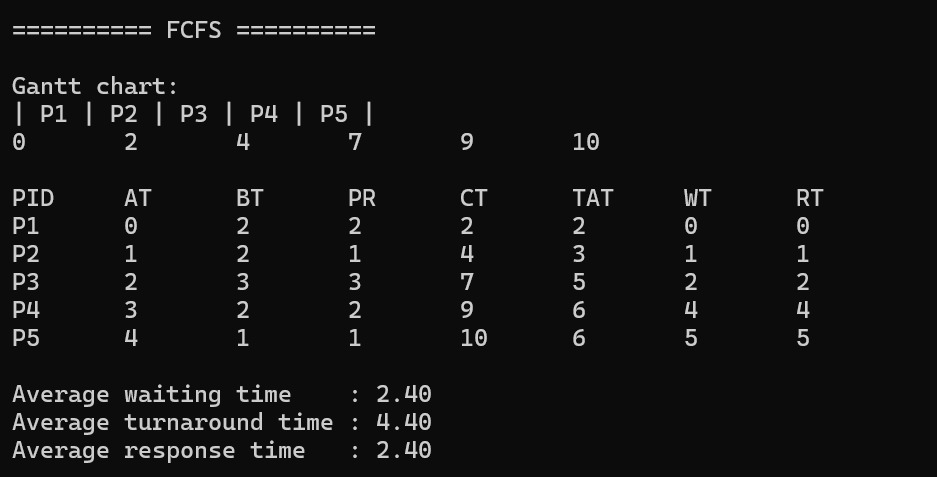 ========== FCFS ==========
Gantt chart:
| P1 | P2 | P3 | P4 | P5 |
0       2       4       7       9       10
PID     AT      BT      PR      CT      TAT     WT      RT
P1      0       2       2       2       2       0       0
P2      1       2       1       4       3       1       1
P3      2       3       3       7       5       2       2
P4      3       2       2       9       6       4       4
P5      4       1       1       10      6       5       5
Average waiting time    : 2.40
Average turnaround time : 4.40
Average response time   : 2.40